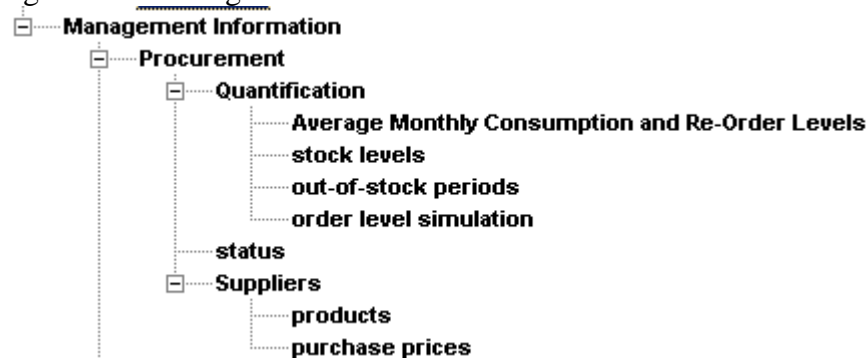 Management Information
Procurement
Quantification
Average Monthly Consumption and Re-Order Levels
stock levels
out-of-stock periods
order level simulation
status
Suppliers
products
purchase prices